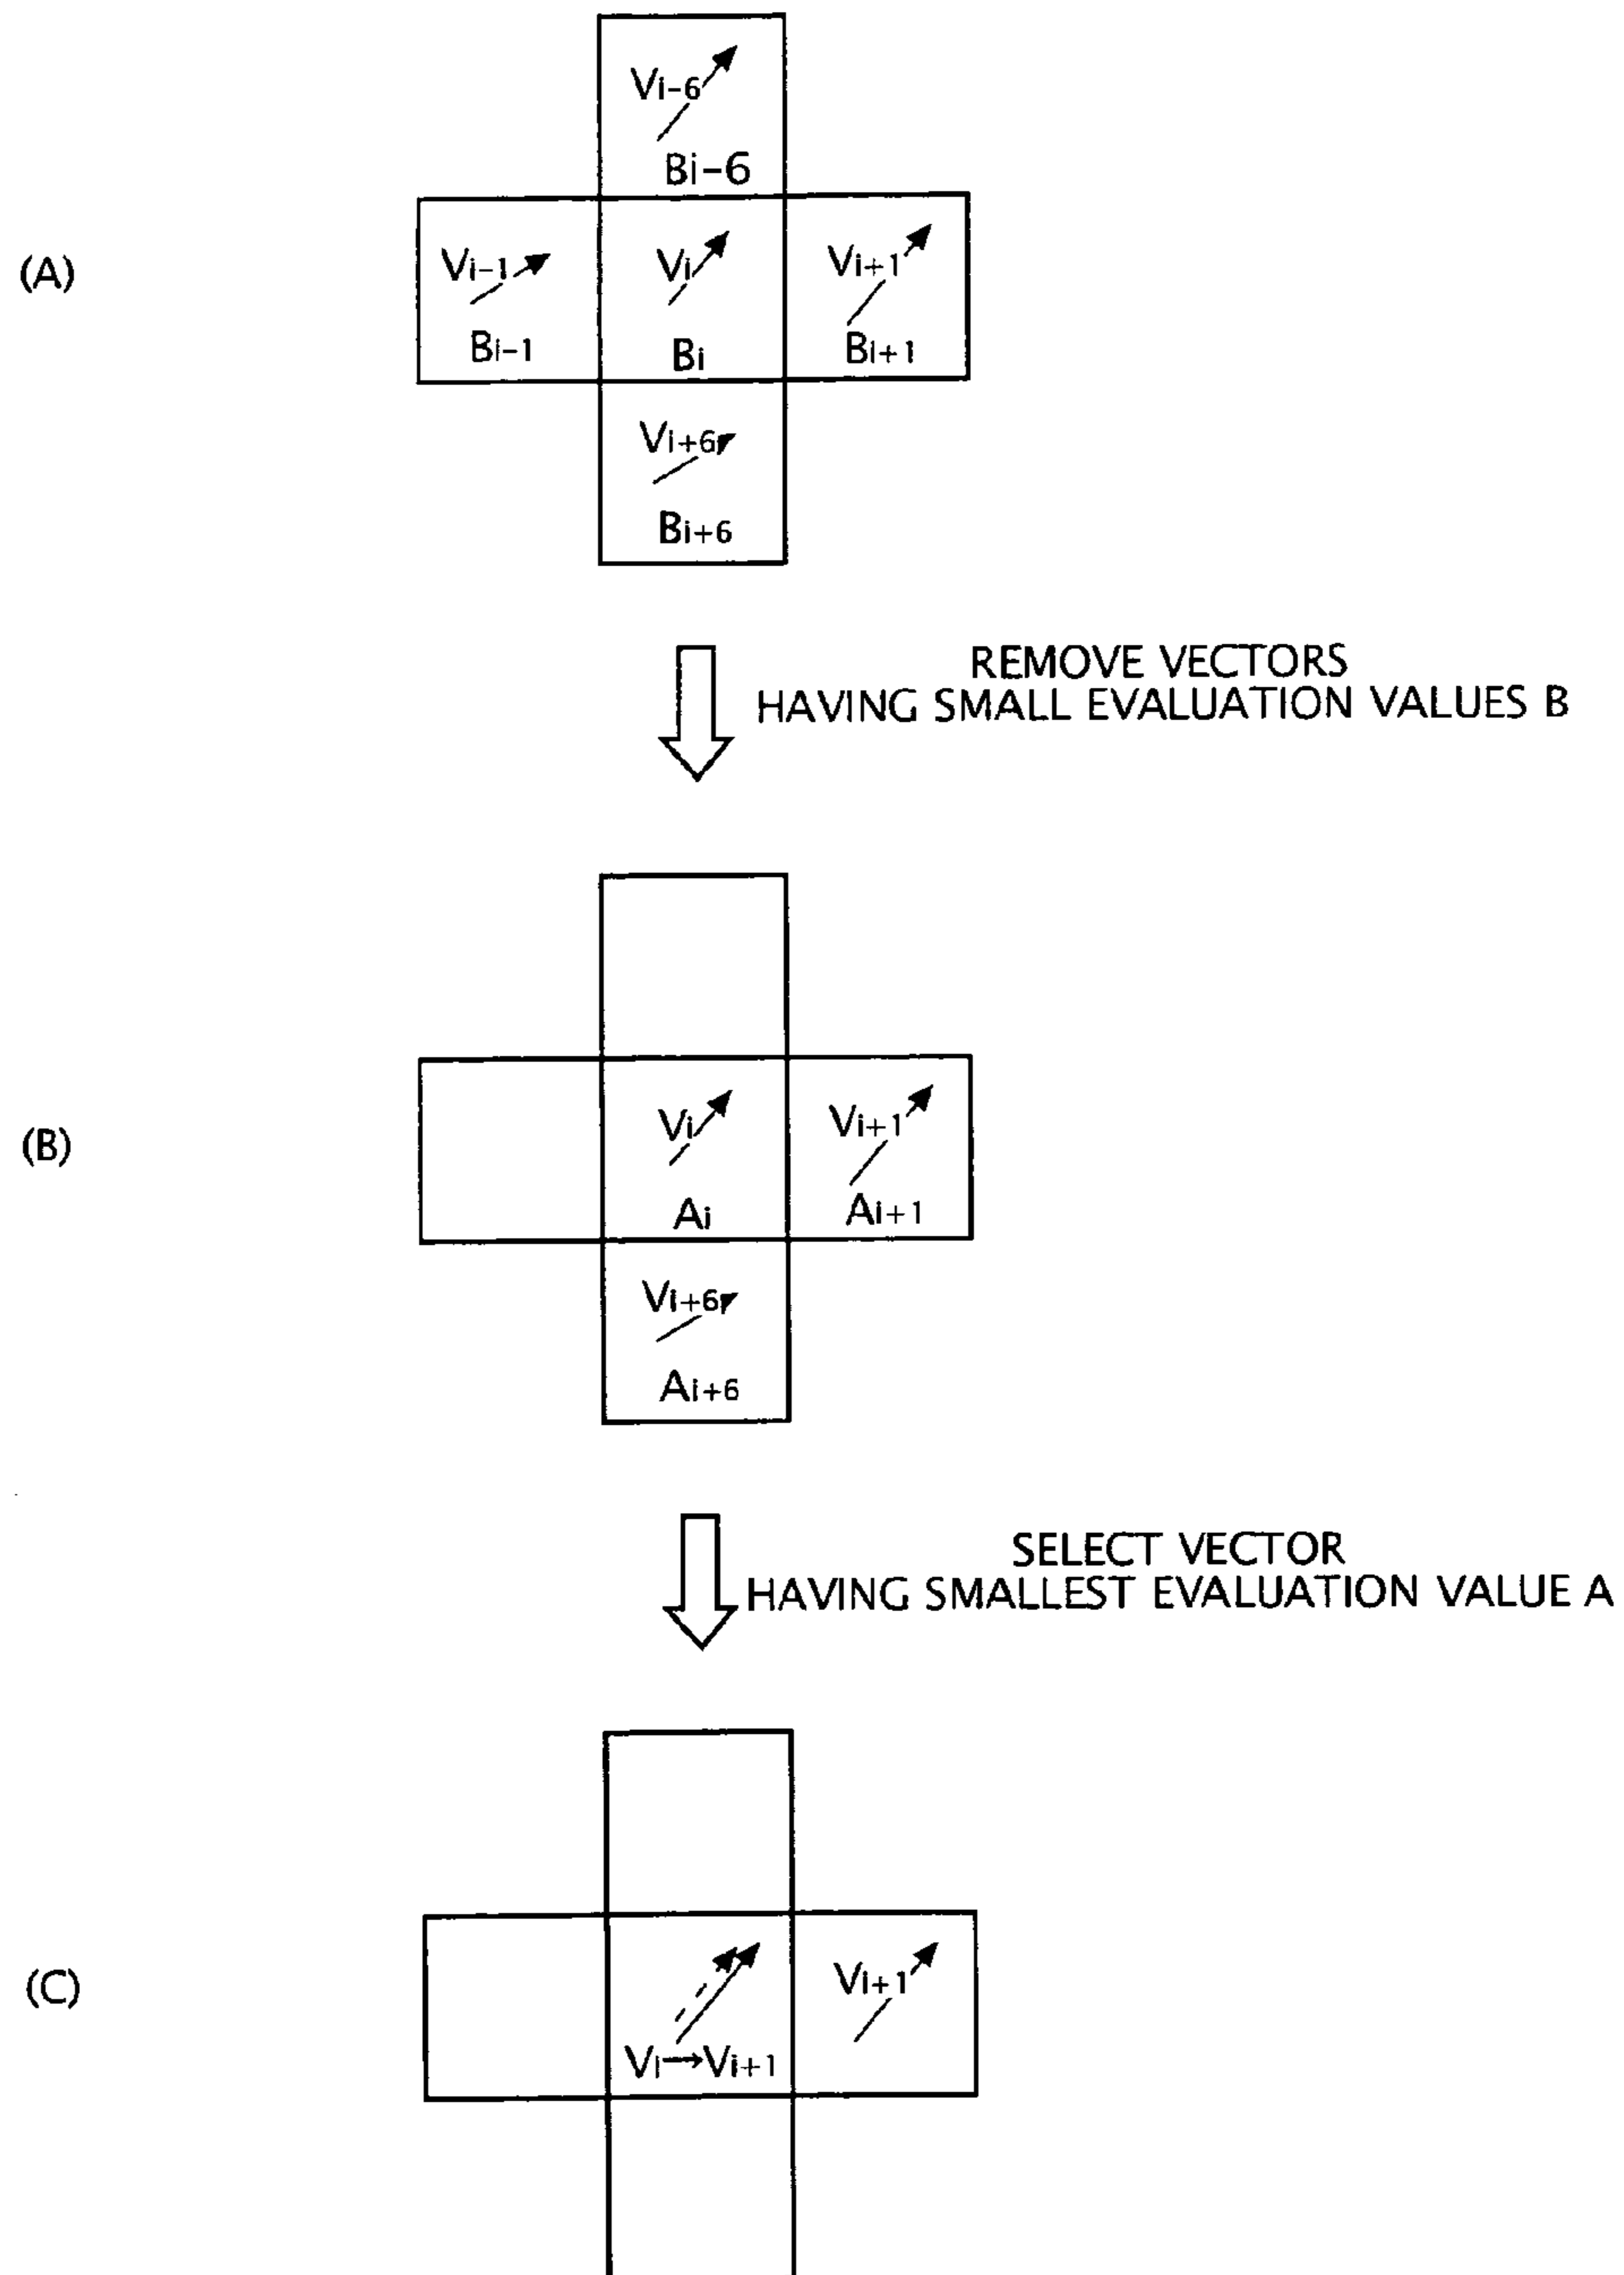 Vi-6
Bi-6
(A)
Vi-1
Vi
Vi+1
Bi-1
Bi
Bi+1
Vi+6
Bi+6
REMOVE VECTORS
HAVING SMALL EVALUATION VALUES B
(B)
Vi
Vi+1
Ai
Ai+1
Vi+6
Ai+6
SELECT VECTOR
HAVING SMALLEST EVALUATION VALUE A
(C)
Vi+1
Vi→Vi+1